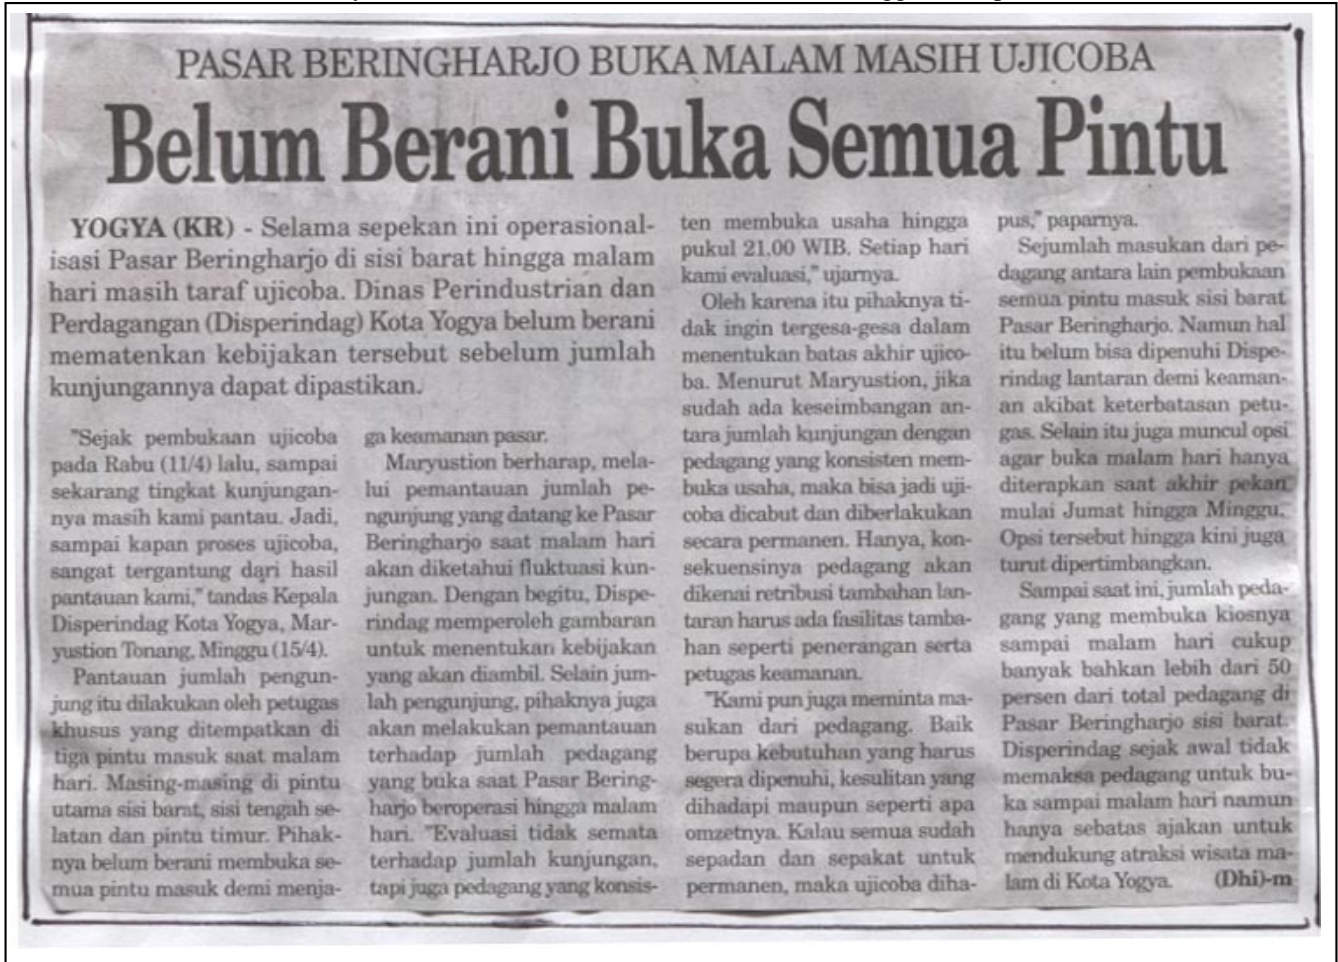 PASAR BERINGHARJO BUKA MALAM MASIH UJICOBA
Belum Berani Buka Semua Pintu
YOGYA (KR) - Selama sepekan ini operasional-
isasi Pasar Beringharjo di sisi barat hingga malam
hari masih taraf ujicoba. Dinas Perindustrian dan
Perdagangan (Disperindag) Kota Yogya belum berani
mematenkan kebijakan tersebut sebelum jumlah
kunjungannya dapat dipastikan.
"Sejak pembukaan ujicoba
pada Rabu (11/4) lalu, sampai
sekarang tingkat kunjungan-
nya masih kami pantau. Jadi,
sampai kapan proses ujicoba,
sangat tergantung dari hasil
pantauan kami," tandas Kepala
Disperindag Kota Yogya, Mar-
yustion Tonang, Minggu (15/4).
Pantauan jumlah pengun-
jung itu dilakukan oleh petugas
khusus yang ditempatkan di
tiga pintu masuk saat malam
hari. Masing-masing di pintu
utama sisi barat, sisi tengah se-
latan dan pintu timur. Pihak-
nya belum berani membuka se-
mua pintu masuk demi menja-
ga keamanan pasar.
Maryustion berharap, mela-
lui pemantauan jumlah pe-
ngunjung yang datang ke Pasar
Beringharjo saat malam hari
akan diketahui fluktuasi kun-
jungan. Dengan begitu, Dispe-
rindag memperoleh gambaran
untuk menentukan kebijakan
yang akan diambil. Selain jum-
lah pengunjung, pihaknya juga
akan melakukan pemantauan
terhadap jumlah pedagang
yang buka saat Pasar Bering-
harjo beroperasi hingga malam
hari. "Evaluasi tidak semata
terhadap jumlah kunjungan,
tapi juga pedagang yang konsis-
ten membuka usaha hingga
pukul 21.00 WIB. Setiap hari
kami evaluasi," ujarnya.
Oleh karena itu pihaknya ti-
dak ingin tergesa-gesa dalam
menentukan batas akhir ujico-
ba. Menurut Maryustion, jika
sudah ada keseimbangan an-
tara jumlah kunjungan dengan
pedagang yang konsisten mem-
buka usaha, maka bisa jadi uji-
coba dicabut dan diberlakukan
secara permanen. Hanya, kon-
sekuensinya pedagang akan
dikenai retribusi tambahan lan-
taran harus ada fasilitas tamba-
han seperti penerangan serta
petugas keamanan.
"Kami pun juga meminta ma-
sukan dari pedagang. Baik
berupa kebutuhan yang harus
segera dipenuhi, kesulitan yang
dihadapi maupun seperti apa
omzetnya. Kalau semua sudah
sepadan dan sepakat untuk
permanen, maka ujicoba diha-
pus," paparnya.
Sejumlah masukan dari pe-
dagang antara lain pembukaan
semua pintu masuk sisi barat
Pasar Beringharjo. Namun hal
itu belum bisa dipenuhi Dispe-
rindag lantaran demi keaman-
an akibat keterbatasan petu-
gas. Selain itu juga muncul opsi
agar buka malam hari hanya
diterapkan saat akhir pekan
mulai Jumat hingga Minggu.
Opsi tersebut hingga kini juga
turut dipertimbangkan.
Sampai saat ini, jumlah peda-
gang yang membuka kiosnya
sampai malam hari cukup
banyak bahkan lebih dari 50
persen dari total pedagang di
Pasar Beringharjo sisi barat.
Disperindag sejak awal tidak
memaksa pedagang untuk bu-
ka sampai malam hari namun
hanya sebatas ajakan untuk
mendukung atraksi wisata ma-
lam di Kota Yogya. (Dhi)-m